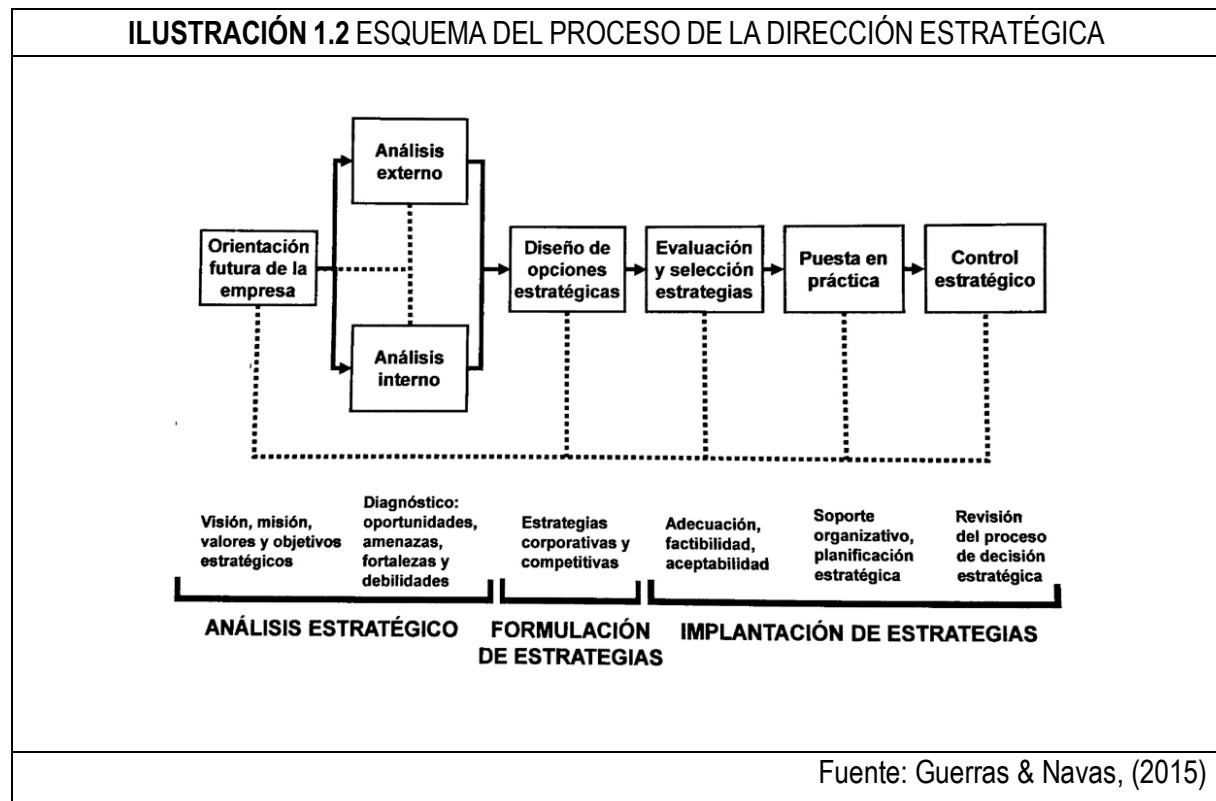 ILUSTRACIÓN 1.2 ESQUEMA DEL PROCESO DE LA DIRECCIÓN ESTRATÉGICA
Análisis
externo
Orientación
futura de la
empresa
Análisis
interno
Diseño de
opciones
estratégicas
Evaluación
y selección
estrategias
Puesta en
práctica
Control
estratégico
Visión, misión,
valores y objetivos
estratégicos
Diagnóstico:
oportunidades,
amenazas,
fortalezas y
debilidades
Estrategias
corporativas y
competitivas
Adecuación,
factibilidad,
aceptabilidad
Soporte
organizativo,
planificación
estratégica
Revisión
del proceso
de decisión
estratégica
ANÁLISIS ESTRATÉGICO
FORMULACIÓN
DE ESTRATEGIAS
IMPLANTACIÓN DE ESTRATEGIAS
Fuente: Guerras & Navas, (2015)